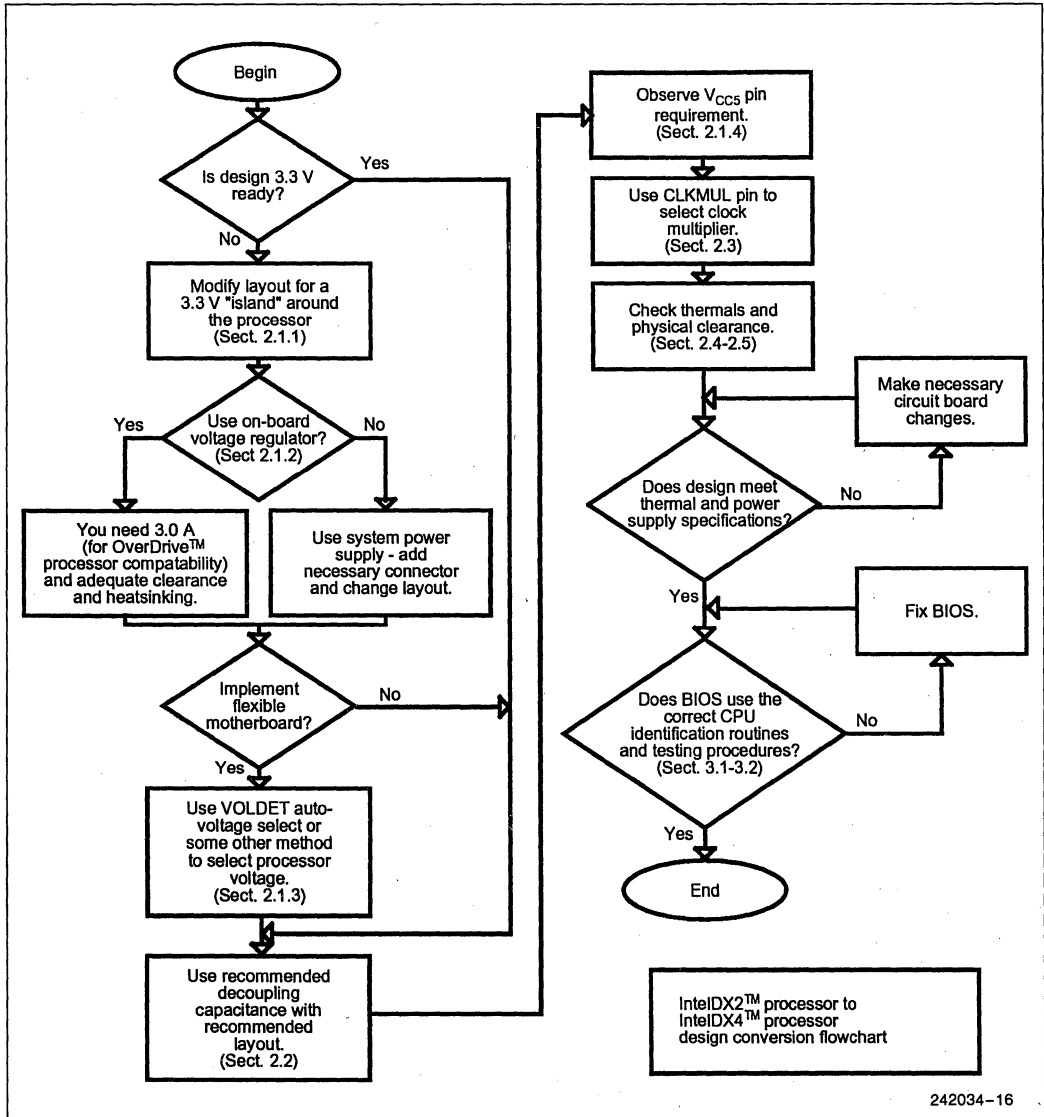 Begin
Is design 3.3 V
ready?
Yes
No
Modify layout for a
3.3 V "island" around
the processor
(Sect. 2.1.1)
Use on-board
voltage regulator?
(Sect 2.1.2)
Yes
No
You need 3.0 A
(for OverDrive™
processor compatability)
and adequate clearance
and heatsinking.
Use system power
supply - add
necessary connector
and change layout.
Implement
flexible
motherboard?
No
Yes
Use VOLDET auto-
voltage select or
some other method
to select processor
voltage.
(Sect. 2.1.3)
Use recommended
decoupling
capacitance with
recommended
layout.
(Sect. 2.2)
Observe VCC5 pin
requirement.
(Sect. 2.1.4)
Use CLKMUL pin to
select clock
multiplier.
(Sect. 2.3)
Check thermals and
physical clearance.
(Sect. 2.4-2.5)
Make necessary
circuit board
changes.
Does design meet
thermal and power
supply specifications?
No
Yes
Fix BIOS.
Does BIOS use the
correct CPU
identification routines
and testing procedures?
(Sect. 3.1-3.2)
No
Yes
End
IntelDX2™ processor to
IntelDX4™ processor
design conversion flowchart
242034-16